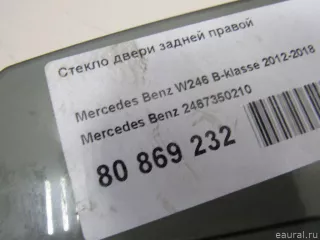 Стекло двери задней правой
Mercedes Benz W246 B-klasse 2012-2018
Mercedes Benz 2467350210
80 869 232
eaural.ru